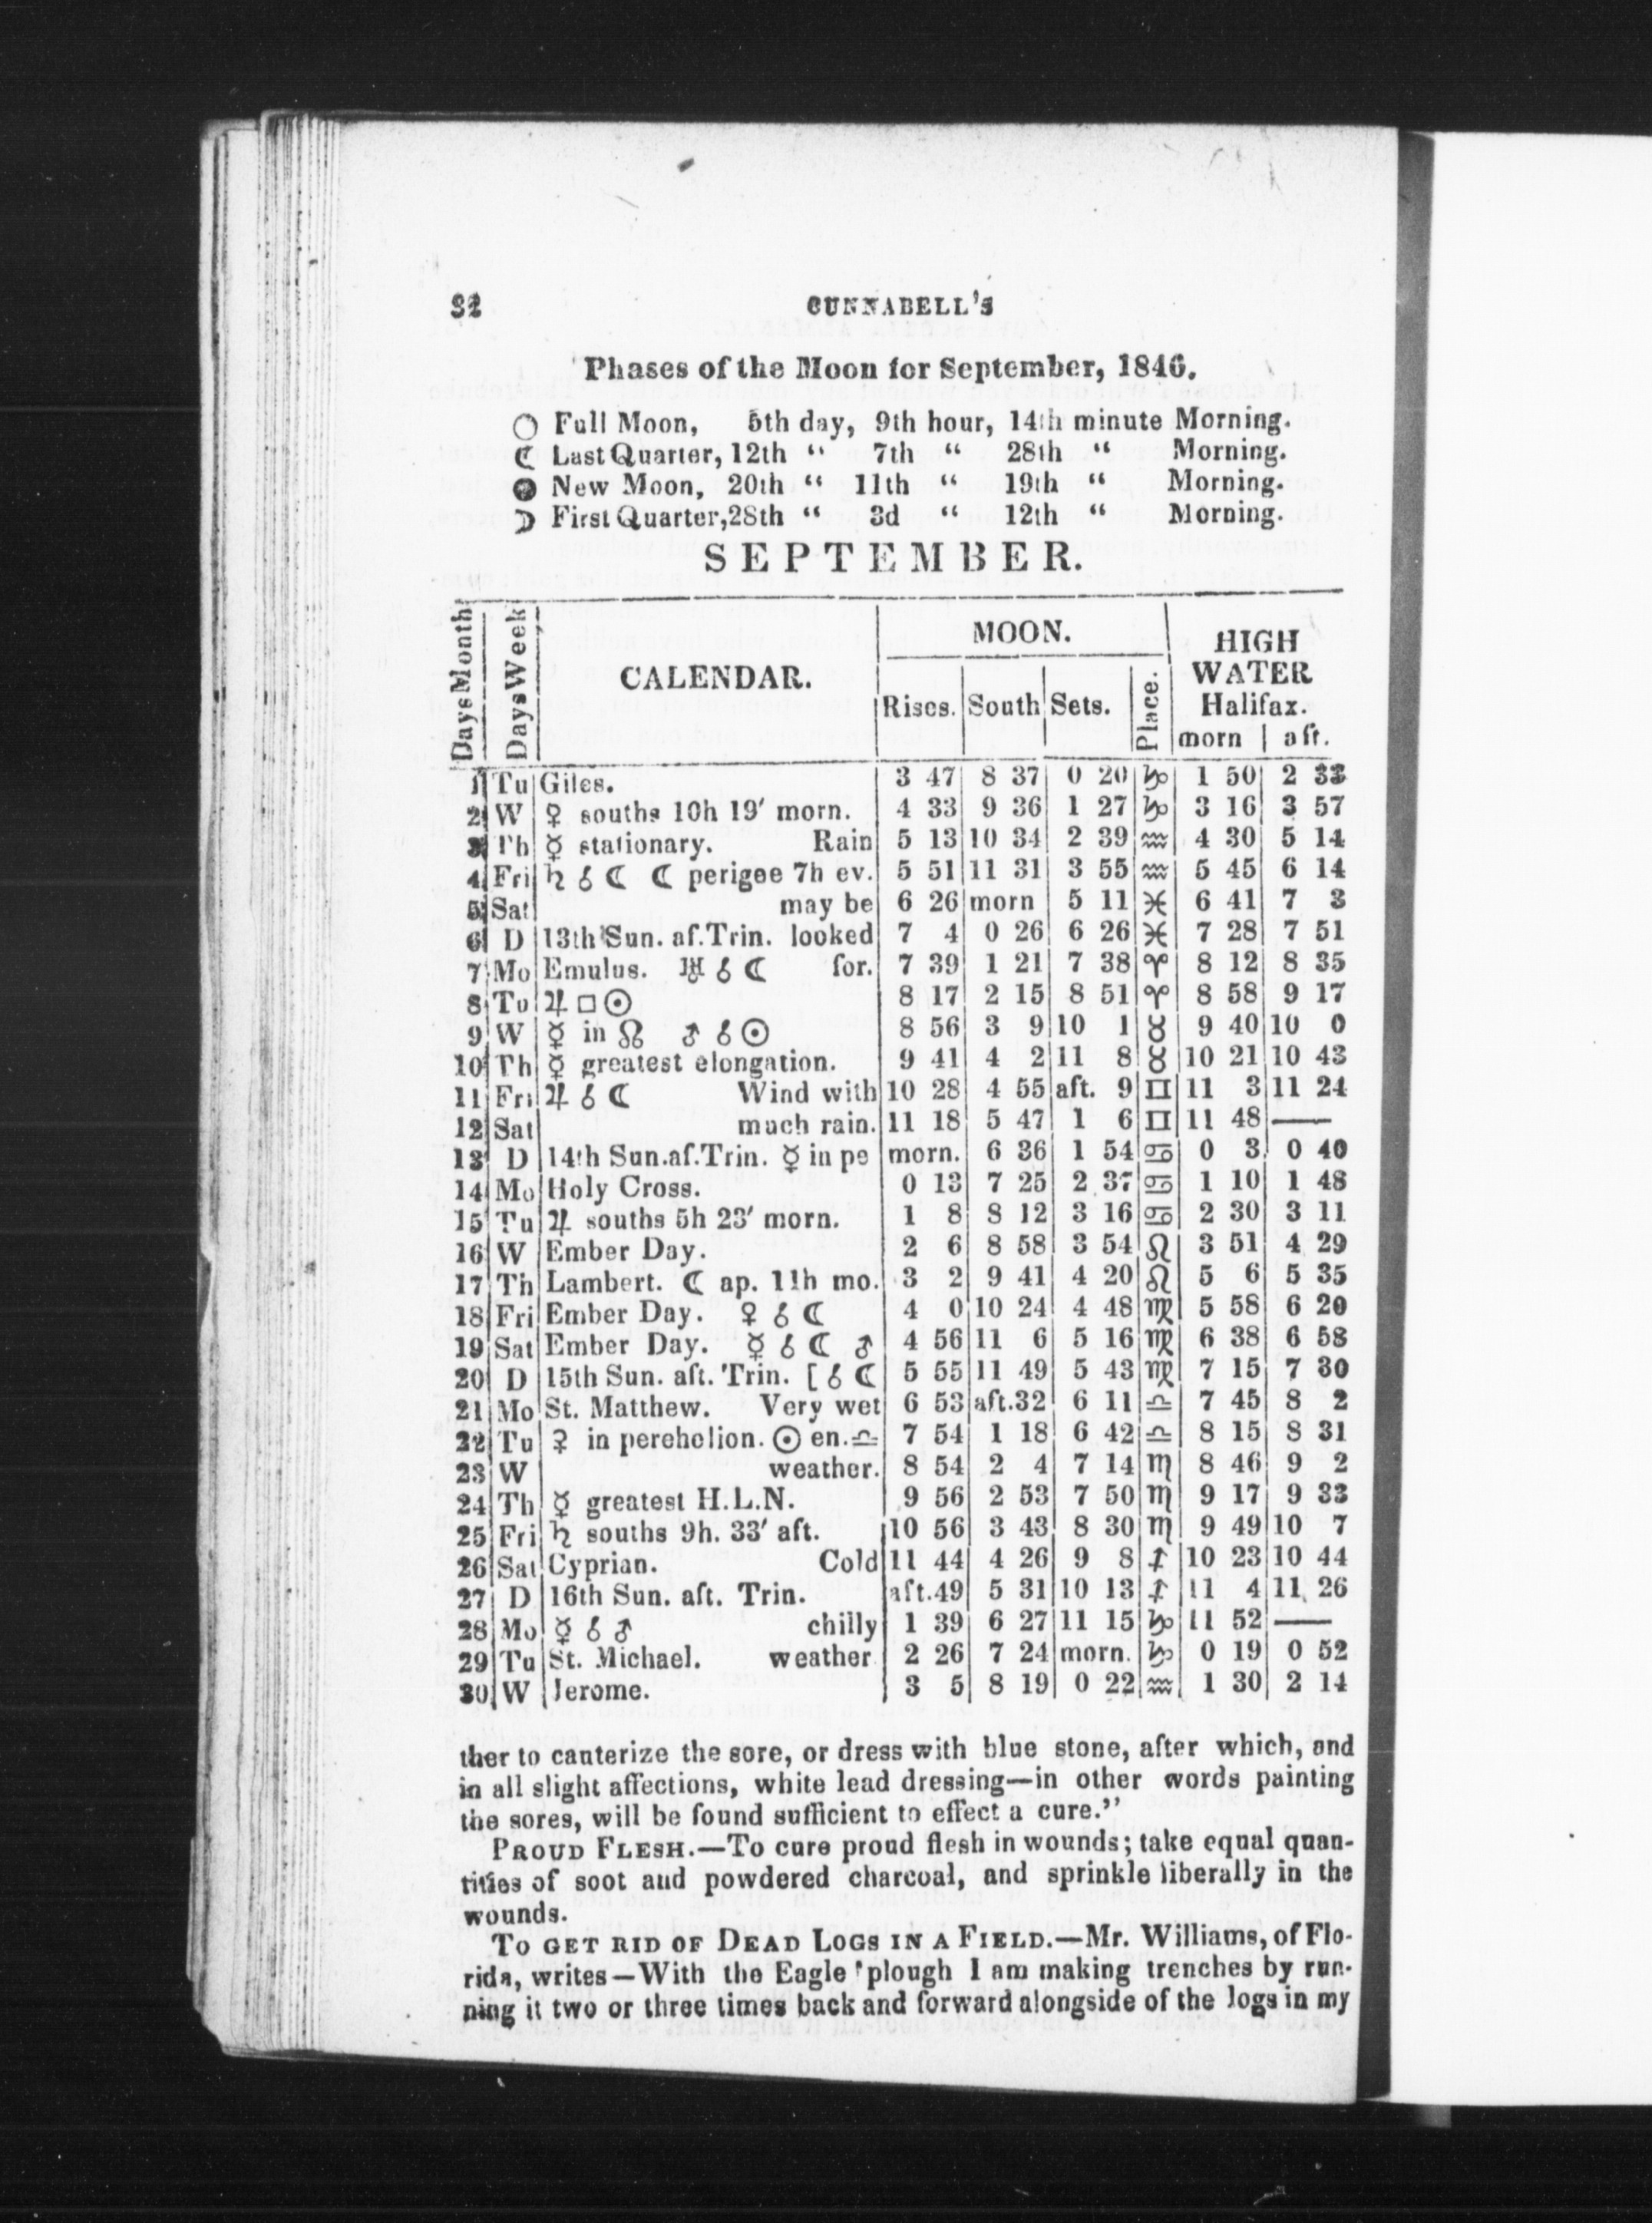 32 CUNNABELL'S
Phases of the Moon for September, 1846.
○ Full Moon, 5th day, 9th hour, 14th minute Morning.
☾ Last Quarter, 12th “ 7th “ 28th “ Morning.
● New Moon, 20th “ 11th “ 19th “ Morning.
☽ First Quarter, 28th “ 3d “ 12th “ Morning.
SEPTEMBER.
Days Month Days Week CALENDAR. MOON. HIGH WATER Halifax.
Rises. South Sets. Place. morn aft.
1 Tu Giles. 3 47 8 37 0 20 ♑ 1 50 2 33
2 W ♀ souths 10h 19′ morn. 4 33 9 36 1 27 ♑ 3 16 3 57
3 Th ☿ stationary. Rain 5 13 10 34 2 39 ♒ 4 30 5 14
4 Fri ♄ ☌ ☾ ☾ perigee 7h ev. 5 51 11 31 3 55 ♒ 5 45 6 14
5 Sat may be 6 26 morn 5 11 ♓ 6 41 7 3
6 D 13th Sun. af. Trin. looked 7 4 0 26 6 26 ♓ 7 28 7 51
7 Mo Emulus. ♅ ☌ ☾ for. 7 39 1 21 7 38 ♈ 8 12 8 35
8 Tu ♃ □ ☉ 8 17 2 15 8 51 ♈ 8 58 9 17
9 W ☿ in ☊ ♂ ☌ ☉ 8 56 3 9 10 1 ♉ 9 40 10 0
10 Th ☿ greatest elongation. 9 41 4 2 11 8 ♉ 10 21 10 43
11 Fri ♃ ☌ ☾ Wind with 10 28 4 55 aft. 9 ♊ 11 3 11 24
12 Sat much rain. 11 18 5 47 1 6 ♊ 11 48 ——
13 D 14th Sun. af. Trin. ☿ in pe morn. 6 36 1 54 ♋ 0 3 0 40
14 Mo Holy Cross. 0 13 7 25 2 37 ♋ 1 10 1 48
15 Tu ♃ souths 5h 23′ morn. 1 8 8 12 3 16 ♋ 2 30 3 11
16 W Ember Day. 2 6 8 58 3 54 ♌ 3 51 4 29
17 Th Lambert. ☾ ap. 11h mo. 3 2 9 41 4 20 ♌ 5 6 5 35
18 Fri Ember Day. ♀ ☌ ☾ 4 0 10 24 4 48 ♍ 5 58 6 20
19 Sat Ember Day. ☿ ☌ ☾ ♂ 4 56 11 6 5 16 ♍ 6 38 6 58
20 D 15th Sun. aft. Trin. [ ☌ ☾ 5 55 11 49 5 43 ♍ 7 15 7 30
21 Mo St. Matthew. Very wet 6 53 aft. 32 6 11 ♎ 7 45 8 2
22 Tu ☿ in pereholion. ☉ en. ♎ 7 54 1 18 6 42 ♎ 8 15 8 31
23 W weather. 8 54 2 4 7 14 ♏ 8 46 9 2
24 Th ☿ greatest H.L.N. 9 56 2 53 7 50 ♏ 9 17 9 33
25 Fri ♄ souths 9h. 33′ aft. 10 56 3 43 8 30 ♏ 9 49 10 7
26 Sat Cyprian. Cold 11 44 4 26 9 8 ♐ 10 23 10 44
27 D 16th Sun. aft. Trin. aft. 49 5 31 10 13 ♐ 11 4 11 26
28 Mo ☿ ☌ ♂ chilly 1 39 6 27 11 15 ♑ 11 52 ——
29 Tu St. Michael. weather 2 26 7 24 morn. ♑ 0 19 0 52
30 W Jerome. 3 5 8 19 0 22 ♒ 1 30 2 14
ther to canterize the sore, or dress with blue stone, after which, and
in all slight affections, white lead dressing—in other words painting
the sores, will be found sufficient to effect a cure.”
PROUD FLESH.—To cure proud flesh in wounds; take equal quan-
tities of soot and powdered charcoal, and sprinkle liberally in the
wounds.
TO GET RID OF DEAD LOGS IN A FIELD.—Mr. Williams, of Flo-
rida, writes—With the Eagle plough I am making trenches by run-
ning it two or three times back and forward alongside of the logs in my